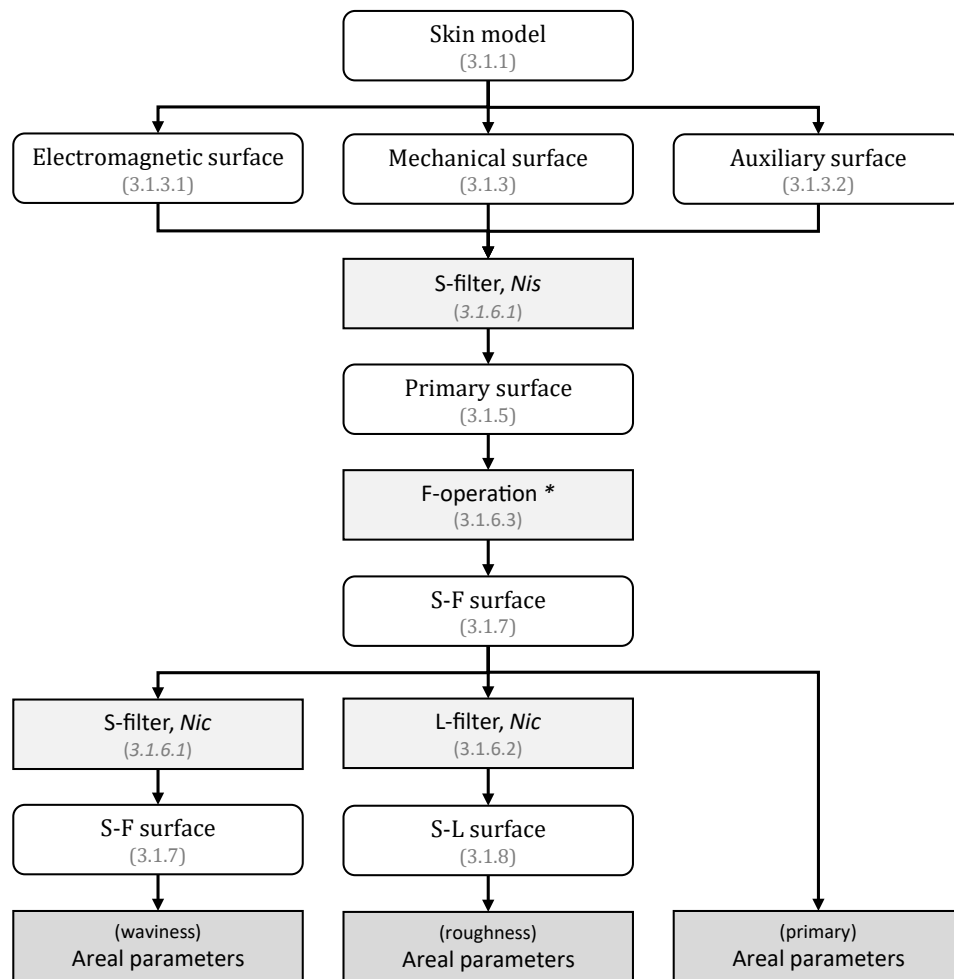 Skin model
(3.1.1)
Electromagnetic surface
(3.1.3.1)
Mechanical surface
(3.1.3)
Auxiliary surface
(3.1.3.2)
S-filter, Nis
(3.1.6.1)
Primary surface
(3.1.5)
F-operation *
(3.1.6.3)
S-F surface
(3.1.7)
S-filter, Nic
(3.1.6.1)
L-filter, Nic
(3.1.6.2)
S-F surface
(3.1.7)
S-L surface
(3.1.8)
(waviness)
Areal parameters
(roughness)
Areal parameters
(primary)
Areal parameters